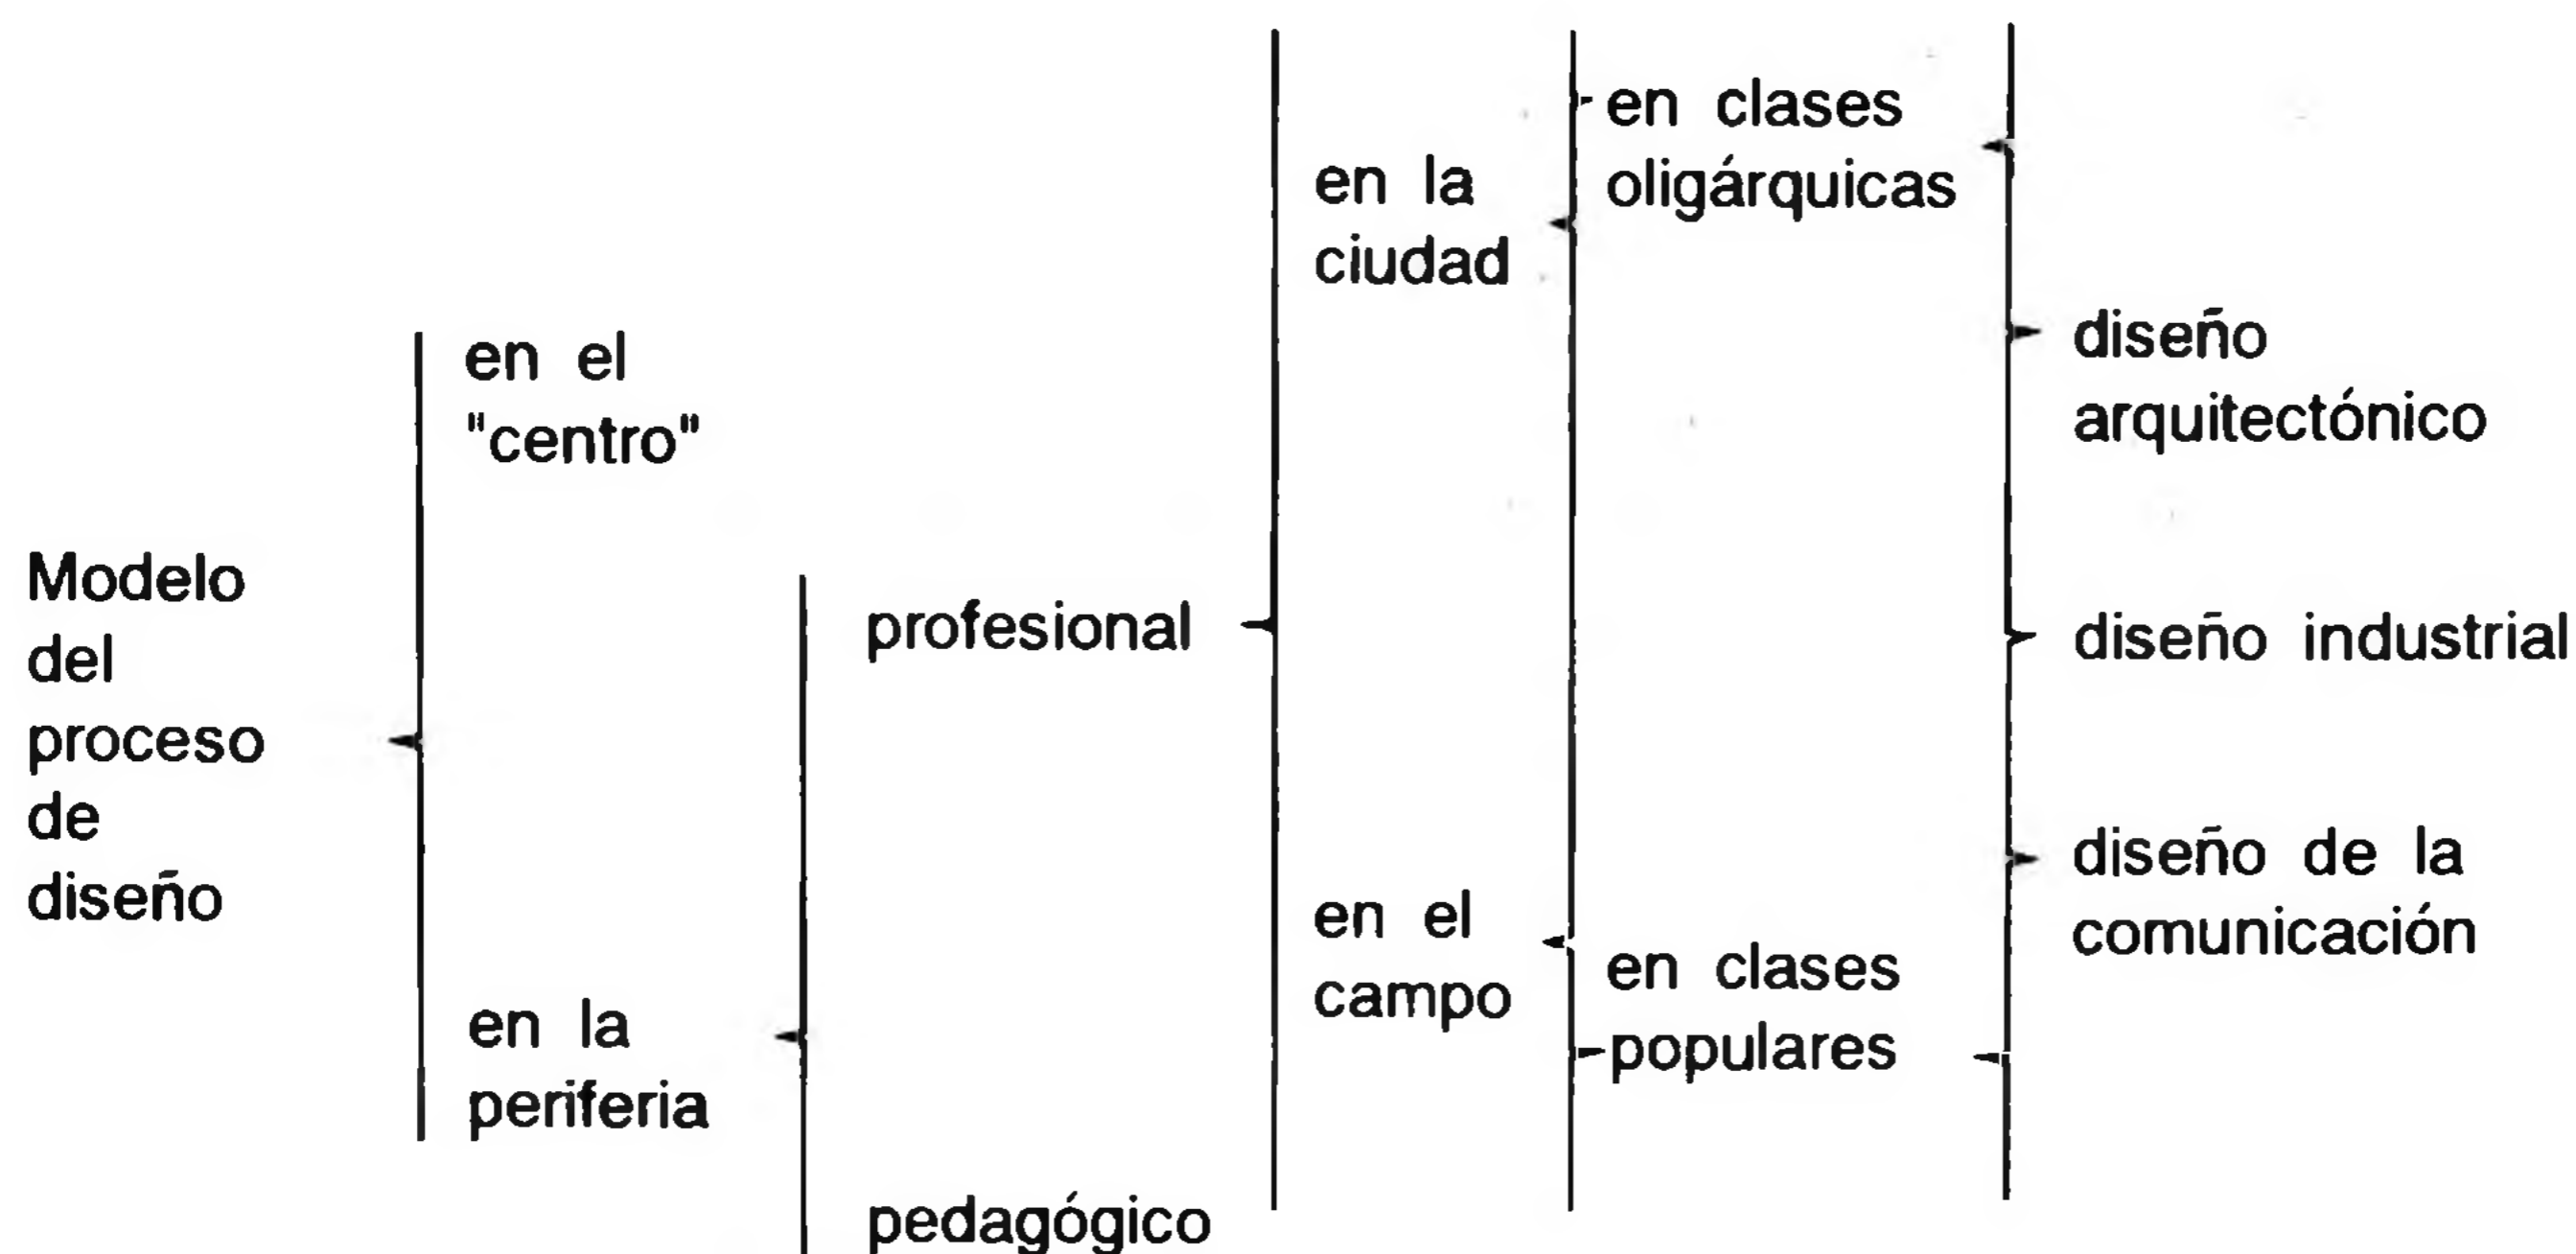 Modelo
del
proceso
de
diseño
en el
"centro"
en la
periferia
profesional
pedagógico
en la
ciudad
en el
campo
en clases
oligárquicas
en clases
populares
diseño
arquitectónico
diseño industrial
diseño de la
comunicación